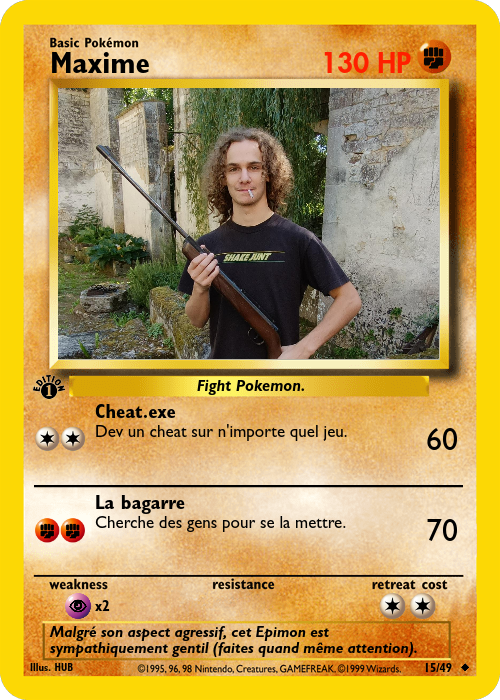 Basic Pokémon
Maxime
130 HP
SHAKE JUNT
EDITION
1
Fight Pokemon.
Cheat.exe
Dev un cheat sur n'importe quel jeu.
60
La bagarre
Cherche des gens pour se la mettre.
70
weakness
resistance
retreat cost
x2
Malgré son aspect agressif, cet Epimon est
sympathiquement gentil (faites quand même attention).
Illus. HUB
©1995, 96, 98 Nintendo, Creatures, GAMEFREAK, ©1999 Wizards.
15/49